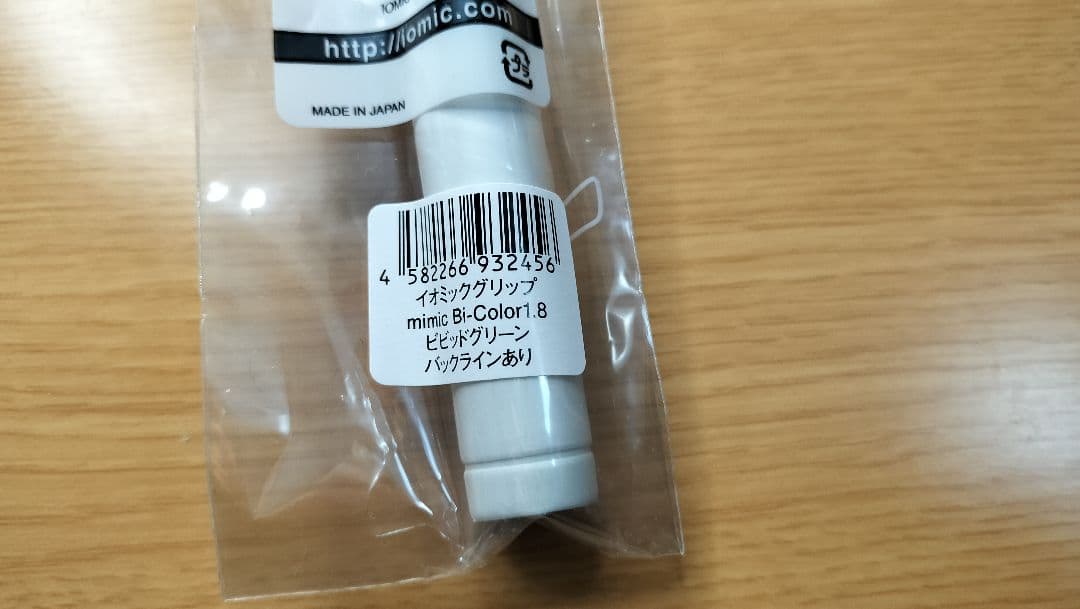 http://iomic.com
プラ
MADE IN JAPAN
4 582266 932456
イオミックグリップ
mimic Bi-Color1.8
ビビッドグリーン
バックラインあり